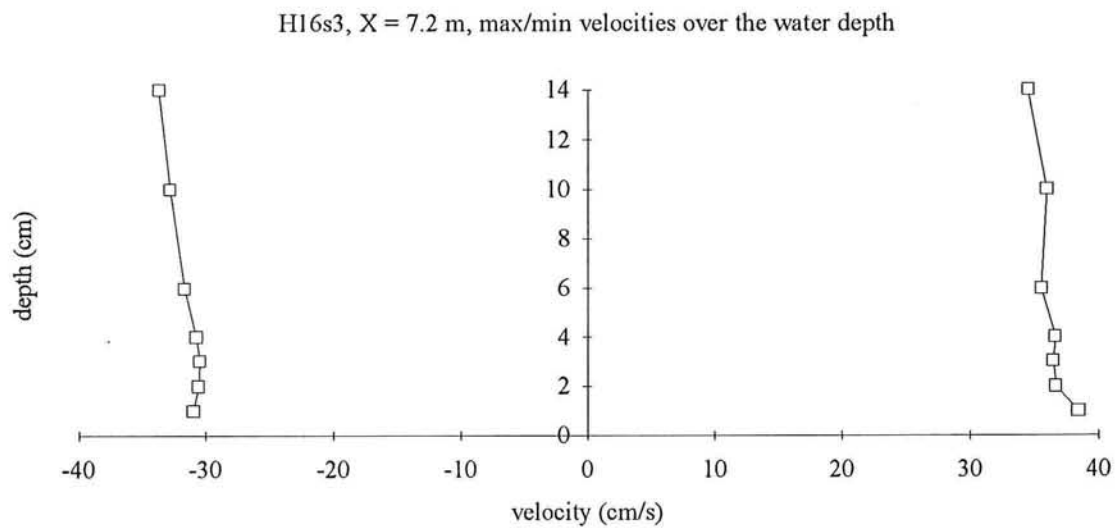 H16s3, X = 7.2 m, max/min velocities over the water depth
depth (cm)
14
12
10
8
6
4
2
0
-40 -30 -20 -10 0 10 20 30 40
velocity (cm/s)